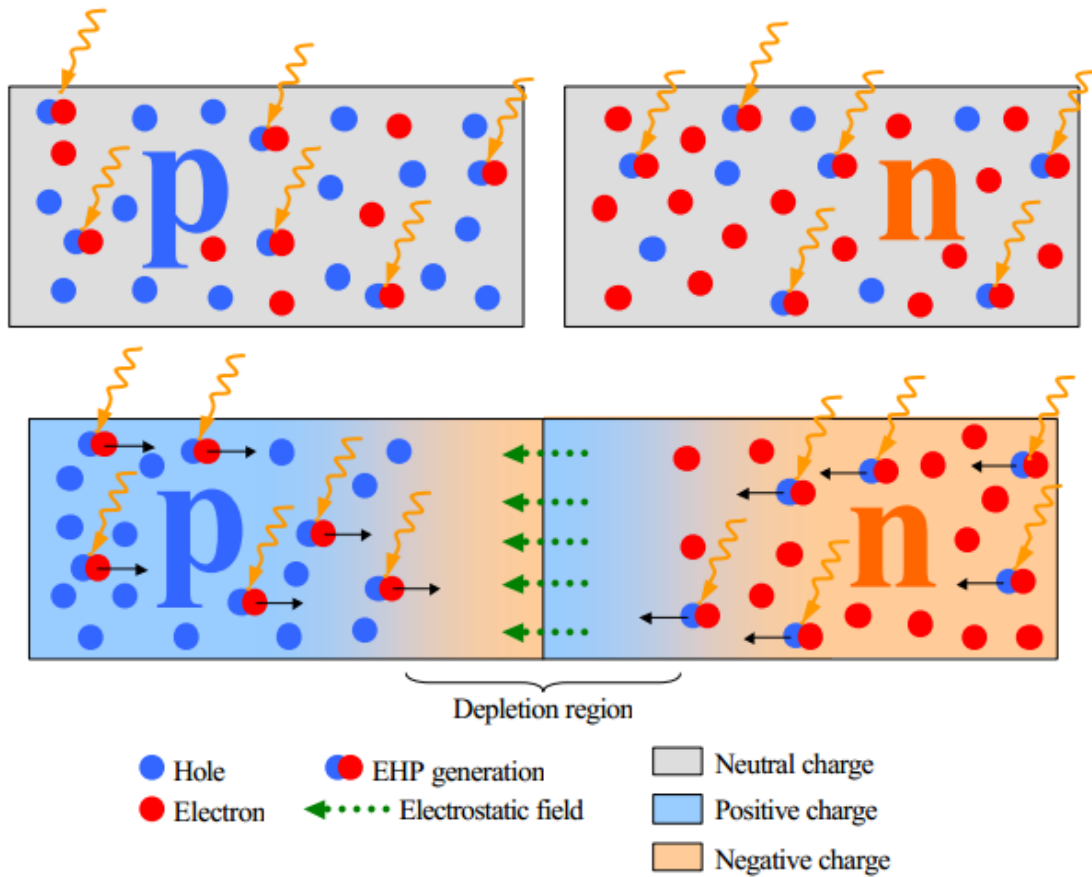 p
n
p
n
Depletion region
Hole
EHP generation
Neutral charge
Electron
Electrostatic field
Positive charge
Negative charge